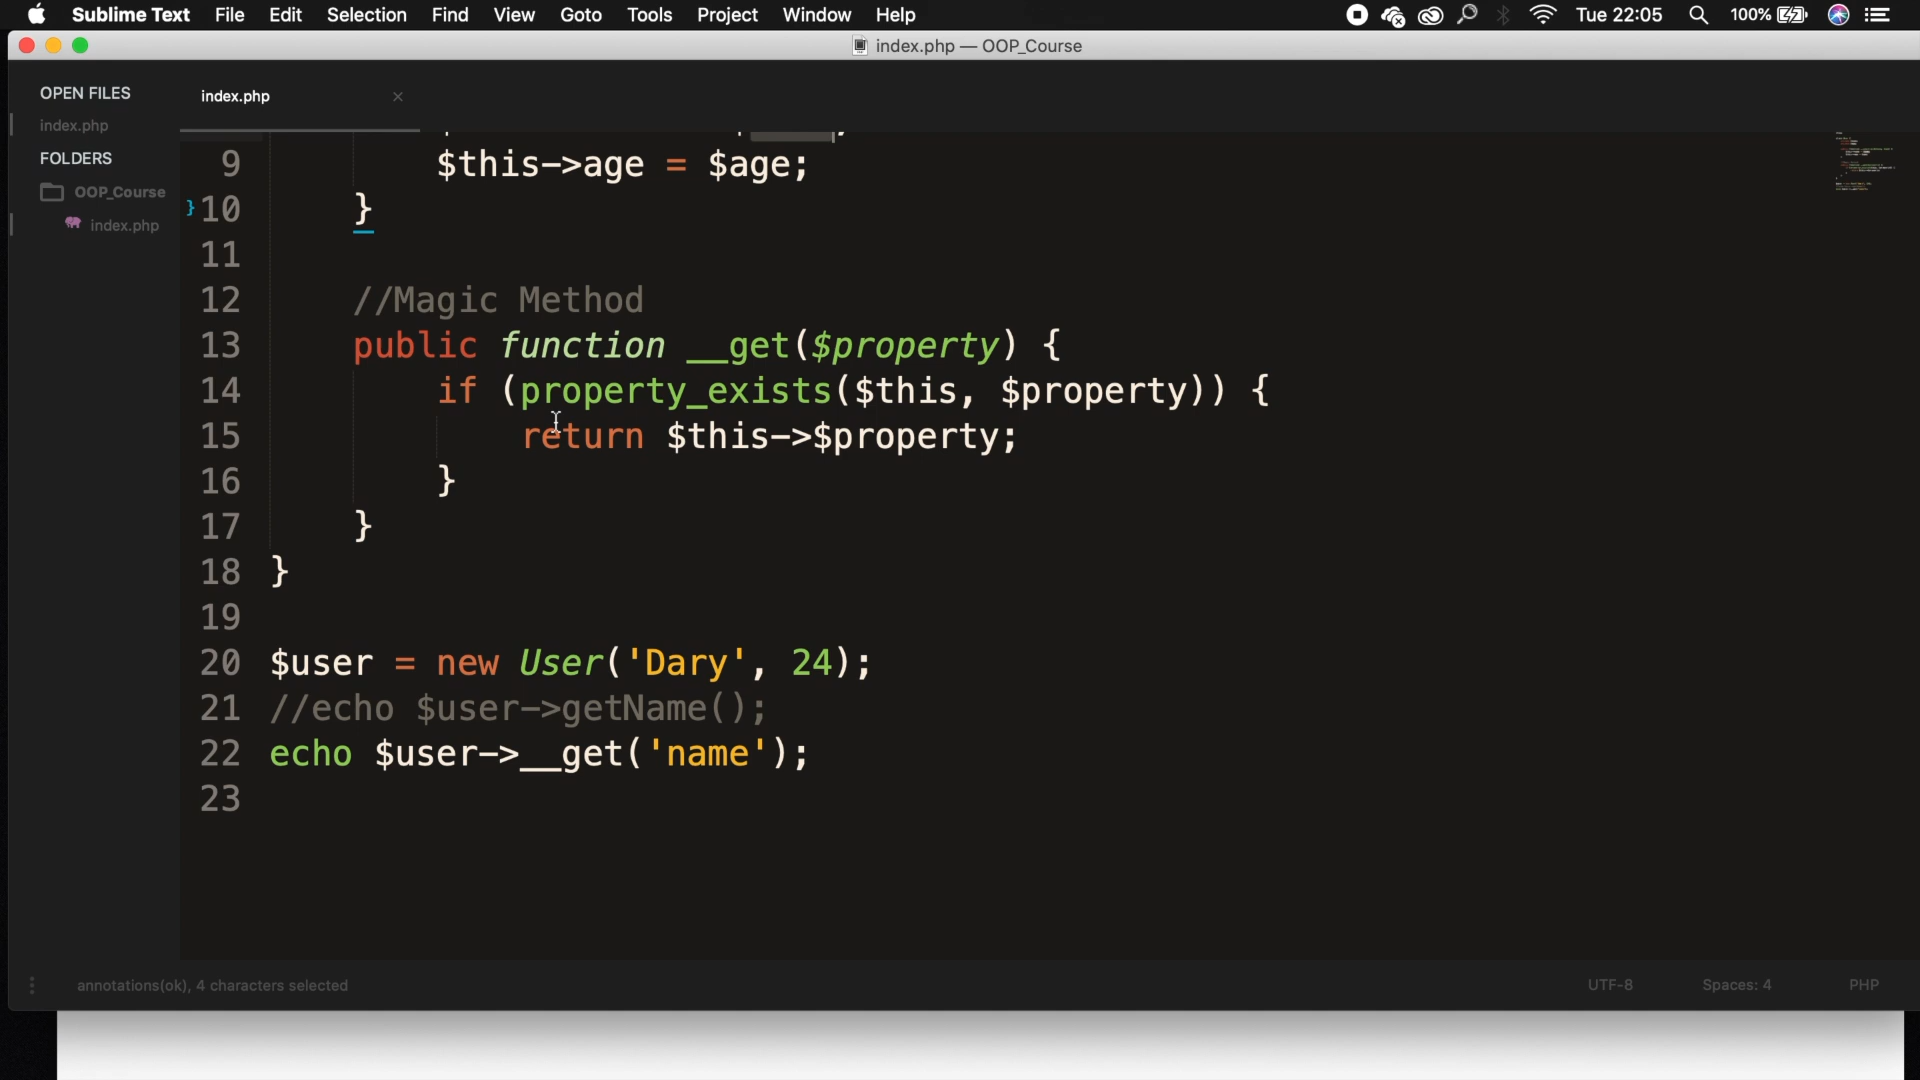 Sublime Text File Edit Selection Find View Goto Tools Project Window Help Tue 22:05 100%
index.php — OOP_Course
OPEN FILES
index.php
FOLDERS
OOP_Course
index.php
index.php
9 $this->age = $age;
10 }
11
12 //Magic Method
13 public function __get($property) {
14 if (property_exists($this, $property)) {
15 return $this->$property;
16 }
17 }
18 }
19
20 $user = new User('Dary', 24);
21 //echo $user->getName();
22 echo $user->__get('name');
23
annotations(ok), 4 characters selected UTF-8 Spaces: 4 PHP